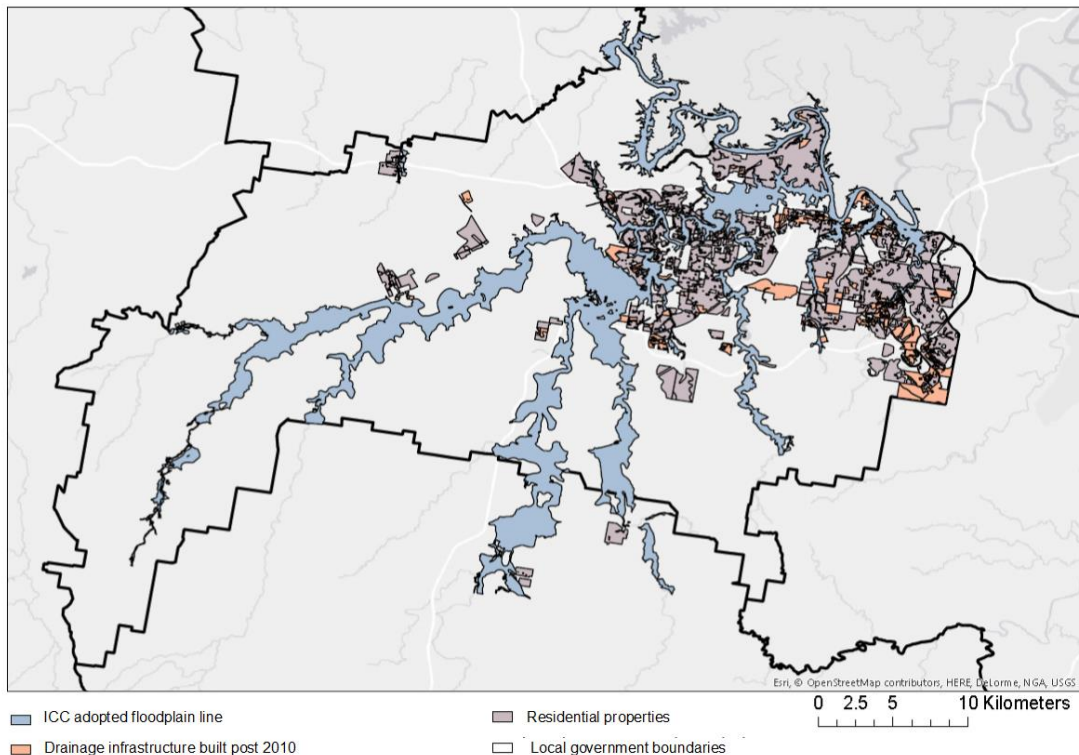 Esri, © OpenStreetMap contributors, HERE, DeLorme, NGA, USGS
ICC adopted floodplain line
Residential properties
0 2.5 5 10 Kilometers
Drainage infrastructure built post 2010
Local government boundaries